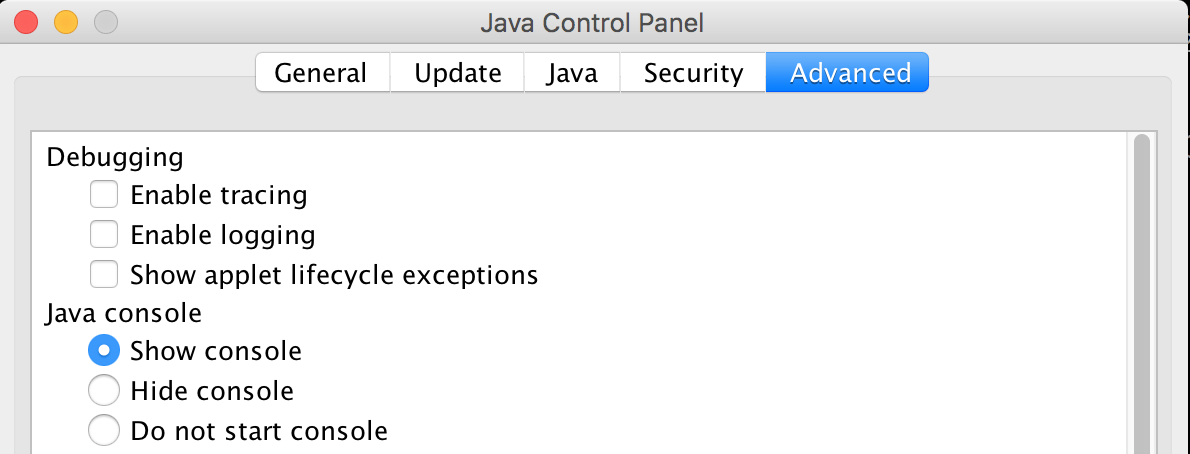 Java Control Panel
General Update Java Security Advanced
Debugging
Enable tracing
Enable logging
Show applet lifecycle exceptions
Java console
Show console
Hide console
Do not start console